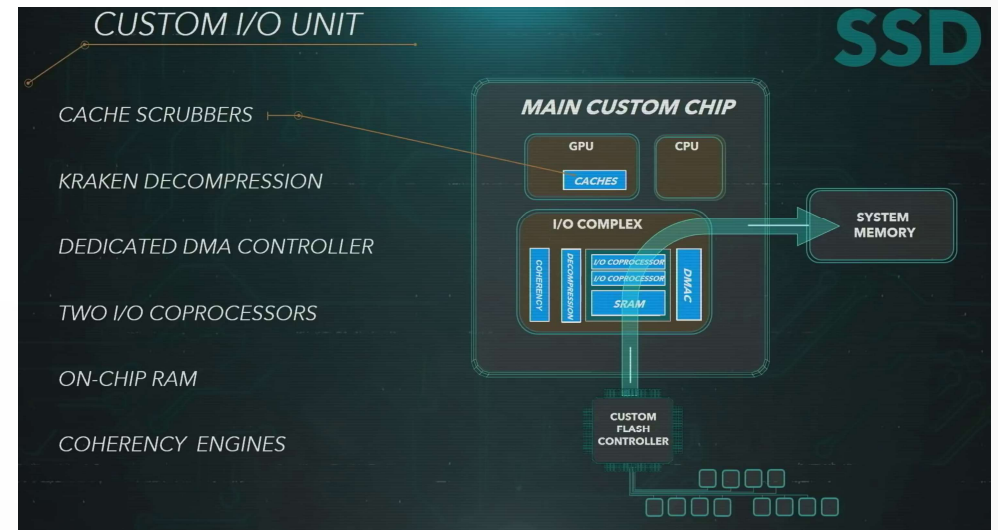 CUSTOM I/O UNIT
SSD
CACHE SCRUBBERS
KRAKEN DECOMPRESSION
DEDICATED DMA CONTROLLER
TWO I/O COPROCESSORS
ON-CHIP RAM
COHERENCY ENGINES
MAIN CUSTOM CHIP
GPU
CACHES
CPU
I/O COMPLEX
COHERENCY
DECOMPRESSION
I/O COPROCESSOR
I/O COPROCESSOR
SRAM
DMAC
SYSTEM
MEMORY
CUSTOM
FLASH
CONTROLLER